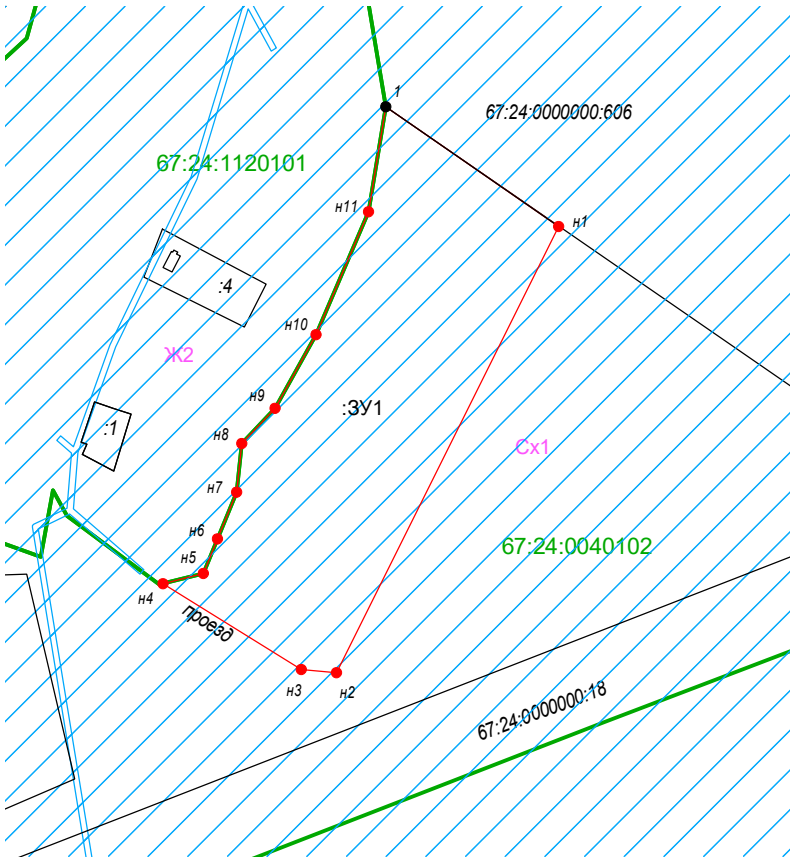 1
67:24:0000000:606
67:24:1120101
н11
н1
:4
н10
Ж2
н9
:ЗУ1
:1
н8
Сх1
н7
н6
67:24:0040102
н5
н4
проезд
н3
н2
67:24:0000000:18